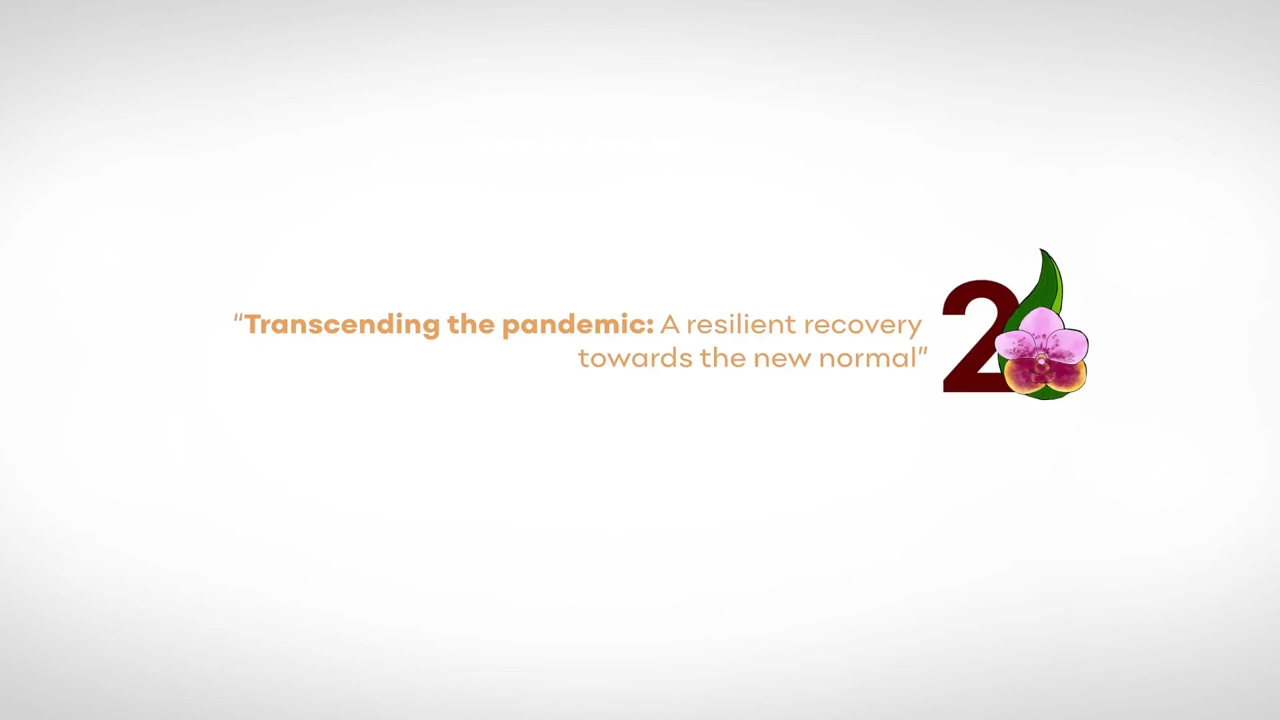 "Transcending the pandemic: A resilient recovery
towards the new normal"
2